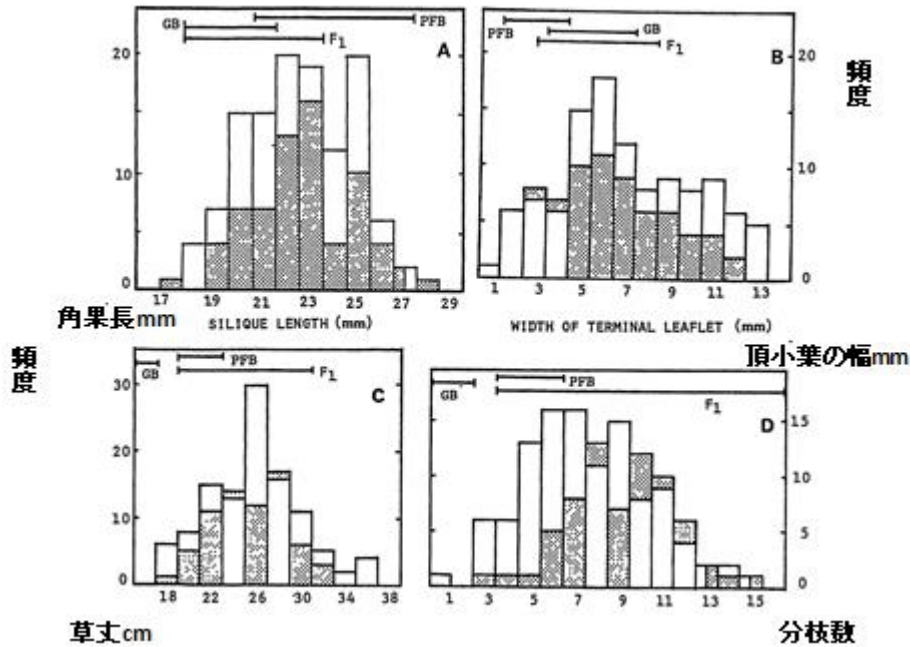 GB
PFB
F1
A
20
10
0
17 19 21 23 25 27 29
角果長mm
SILIQUE LENGTH (mm)
PFB
GB
F1
B
20
10
0
頻度
1 3 5 7 9 11 13
WIDTH OF TERMINAL LEAFLET (mm)
頂小葉の幅mm
頻度
GB
PFB
F1
C
30
20
10
0
18 22 26 30 34 38
草丈cm
GB
PFB
F1
D
15
10
5
0
1 3 5 7 9 11 13 15
分枝数